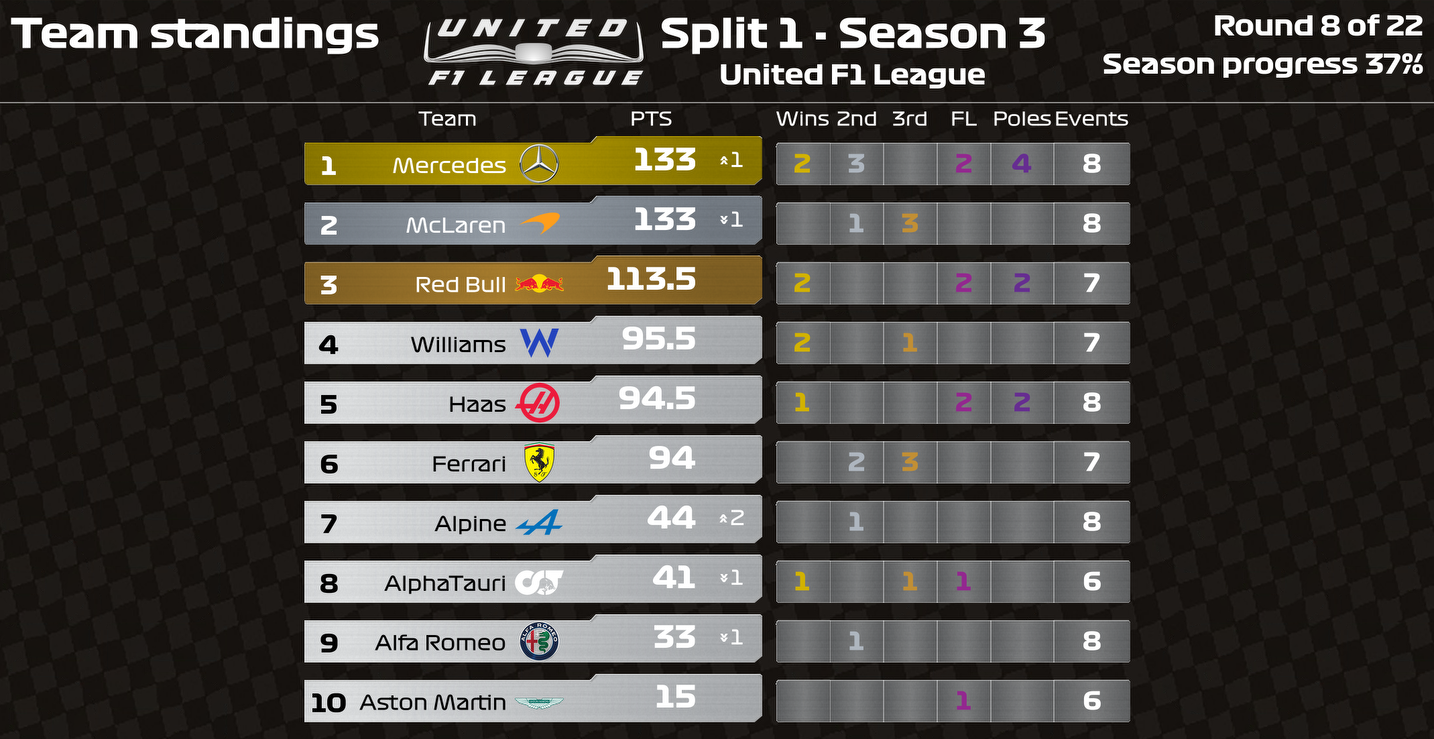 Team standings
UNITED
F1 LEAGUE
Split 1 - Season 3
United F1 League
Round 8 of 22
Season progress 37%
Team PTS Wins 2nd 3rd FL Poles Events
1 Mercedes 133 1 2 3 2 4 8
2 McLaren 133 1 1 3 8
3 Red Bull 113.5 2 2 2 7
4 Williams 95.5 2 1 7
5 Haas 94.5 1 2 2 8
6 Ferrari 94 2 3 7
7 Alpine 44 2 1 8
8 AlphaTauri 41 1 1 1 1 6
9 Alfa Romeo 33 1 1 8
10 Aston Martin 15 1 6